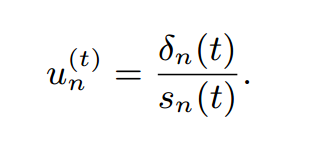 $u_n^{(t)} = \frac{\delta_n(t)}{s_n(t)}.$